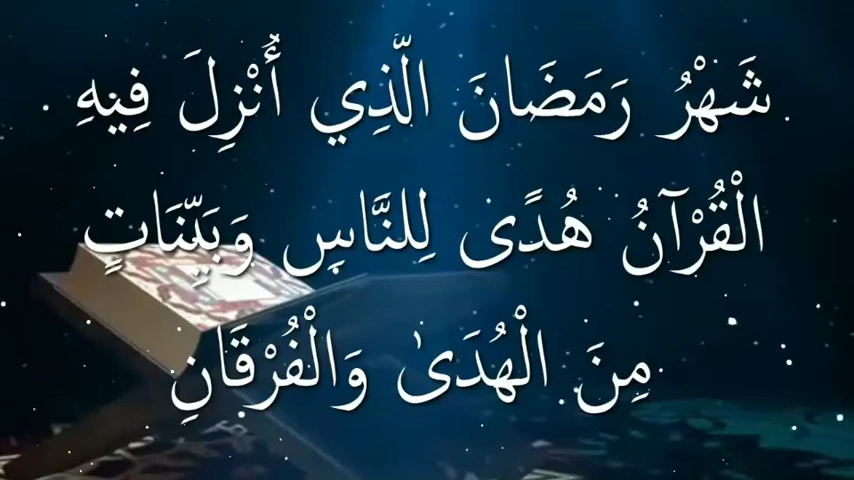 شَهْرُ رَمَضَانَ الَّذِي أُنْزِلَ فِيهِ
الْقُرْآنُ هُدًى لِلنَّاسِ وَبَيِّنَاتٍ
مِنَ الْهُدَىٰ وَالْفُرْقَانِ